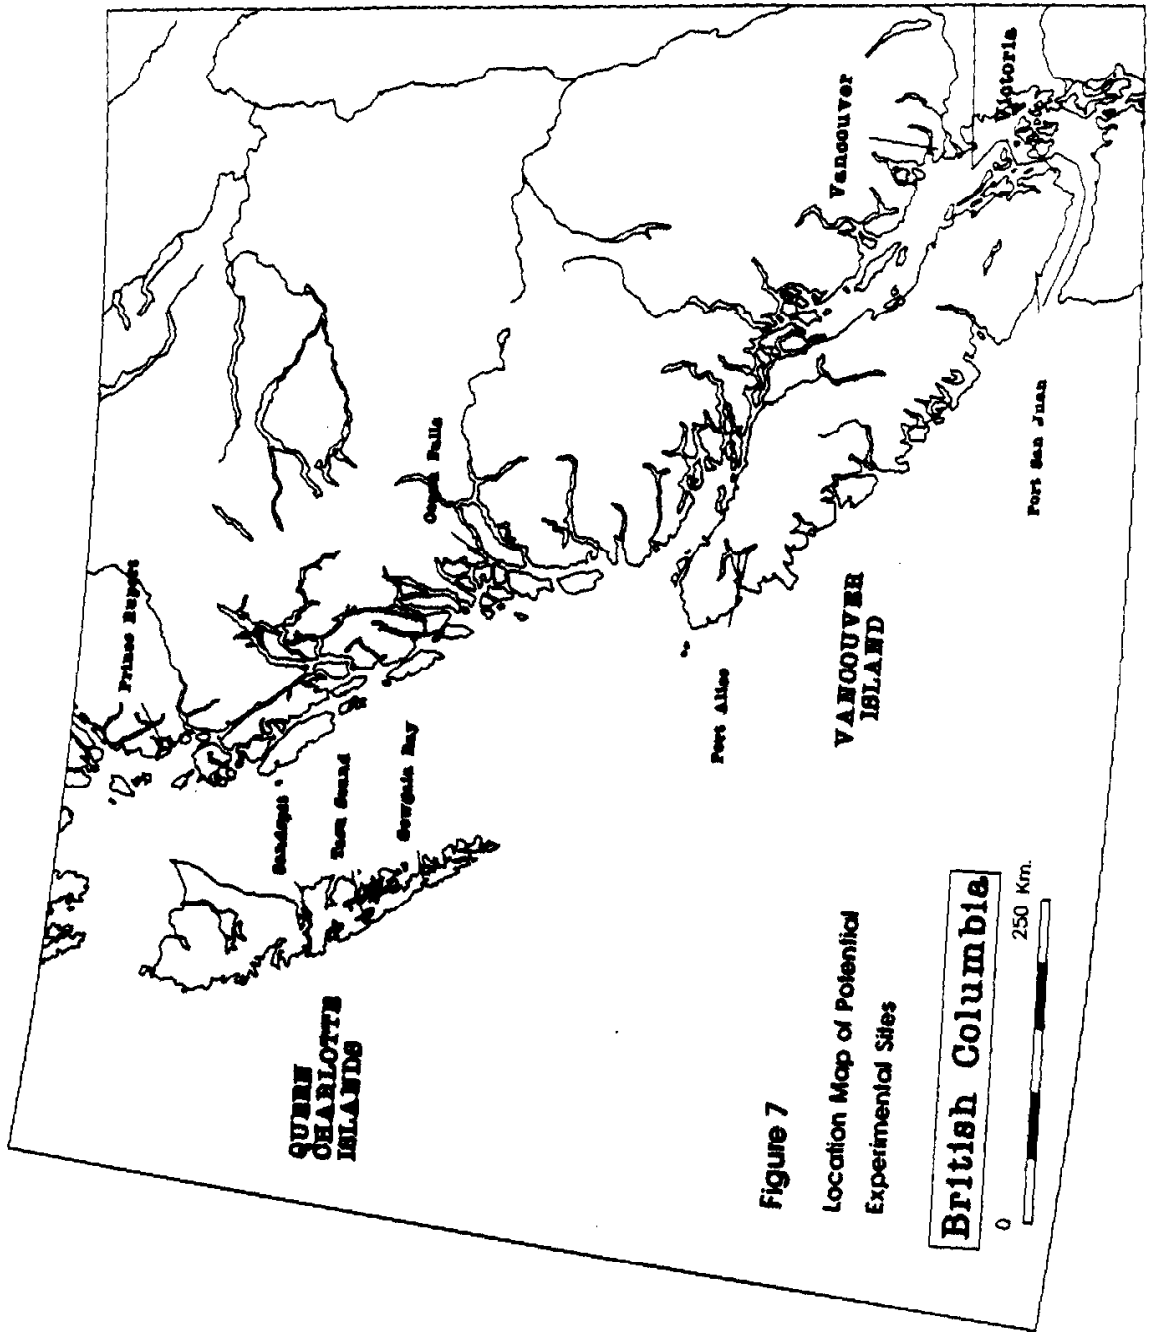 Prince Rupert
Ocean Falls
Vancouver
Victoria
Sandspit
Tasu Sound
Gowgaia Bay
Port Alice
Port San Juan
QUEEN
CHARLOTTE
ISLANDS
VANCOUVER
ISLAND
Figure 7
Location Map of Potential
Experimental Sites
British Columbia
0 250 Km.